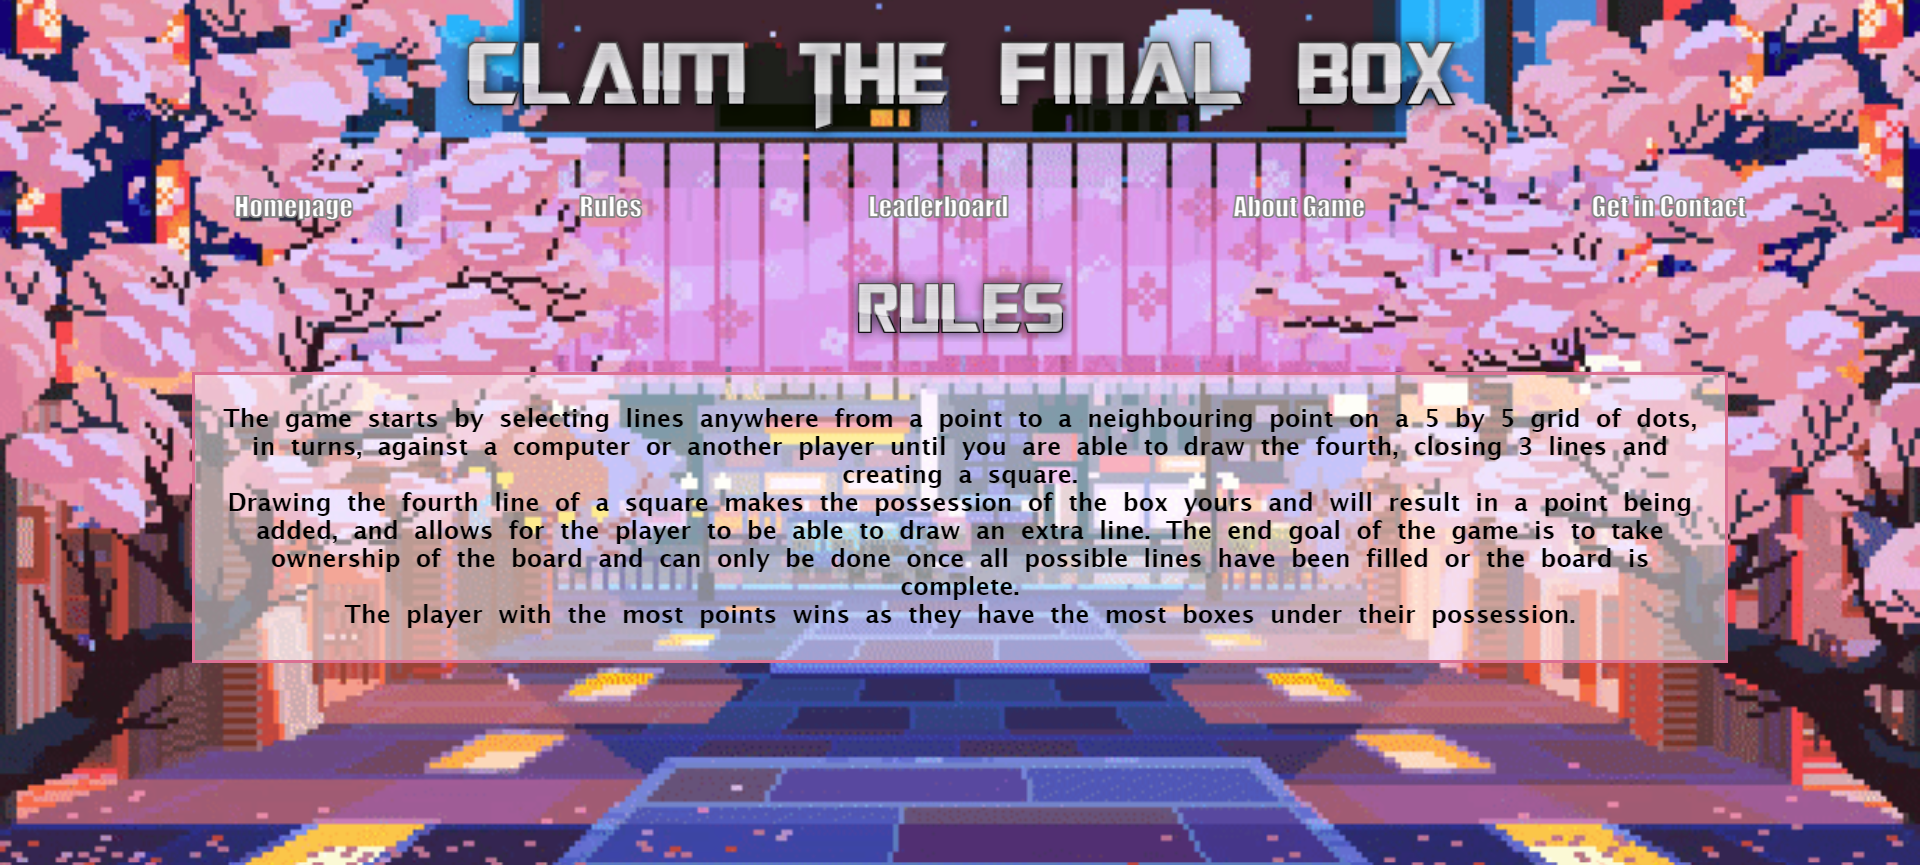 CLAIM THE FINAL BOX
Homepage Rules Leaderboard About Game Get in Contact
RULES
The game starts by selecting lines anywhere from a point to a neighbouring point on a 5 by 5 grid of dots,
in turns, against a computer or another player until you are able to draw the fourth, closing 3 lines and
creating a square.
Drawing the fourth line of a square makes the possession of the box yours and will result in a point being
added, and allows for the player to be able to draw an extra line. The end goal of the game is to take
ownership of the board and can only be done once all possible lines have been filled or the board is
complete.
The player with the most points wins as they have the most boxes under their possession.